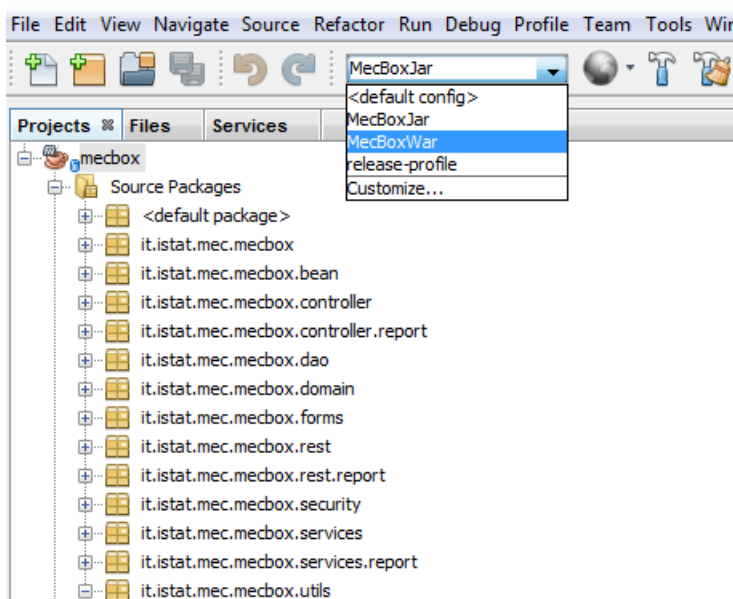 File Edit View Navigate Source Refactor Run Debug Profile Team Tools Wir
MecBoxJar
<default config>
MecBoxJar
MecBoxWar
release-profile
Customize...
Projects Files Services
mecbox
Source Packages
<default package>
it.istat.mec.mecbox
it.istat.mec.mecbox.bean
it.istat.mec.mecbox.controller
it.istat.mec.mecbox.controller.report
it.istat.mec.mecbox.dao
it.istat.mec.mecbox.domain
it.istat.mec.mecbox.forms
it.istat.mec.mecbox.rest
it.istat.mec.mecbox.rest.report
it.istat.mec.mecbox.security
it.istat.mec.mecbox.services
it.istat.mec.mecbox.services.report
it.istat.mec.mecbox.utils